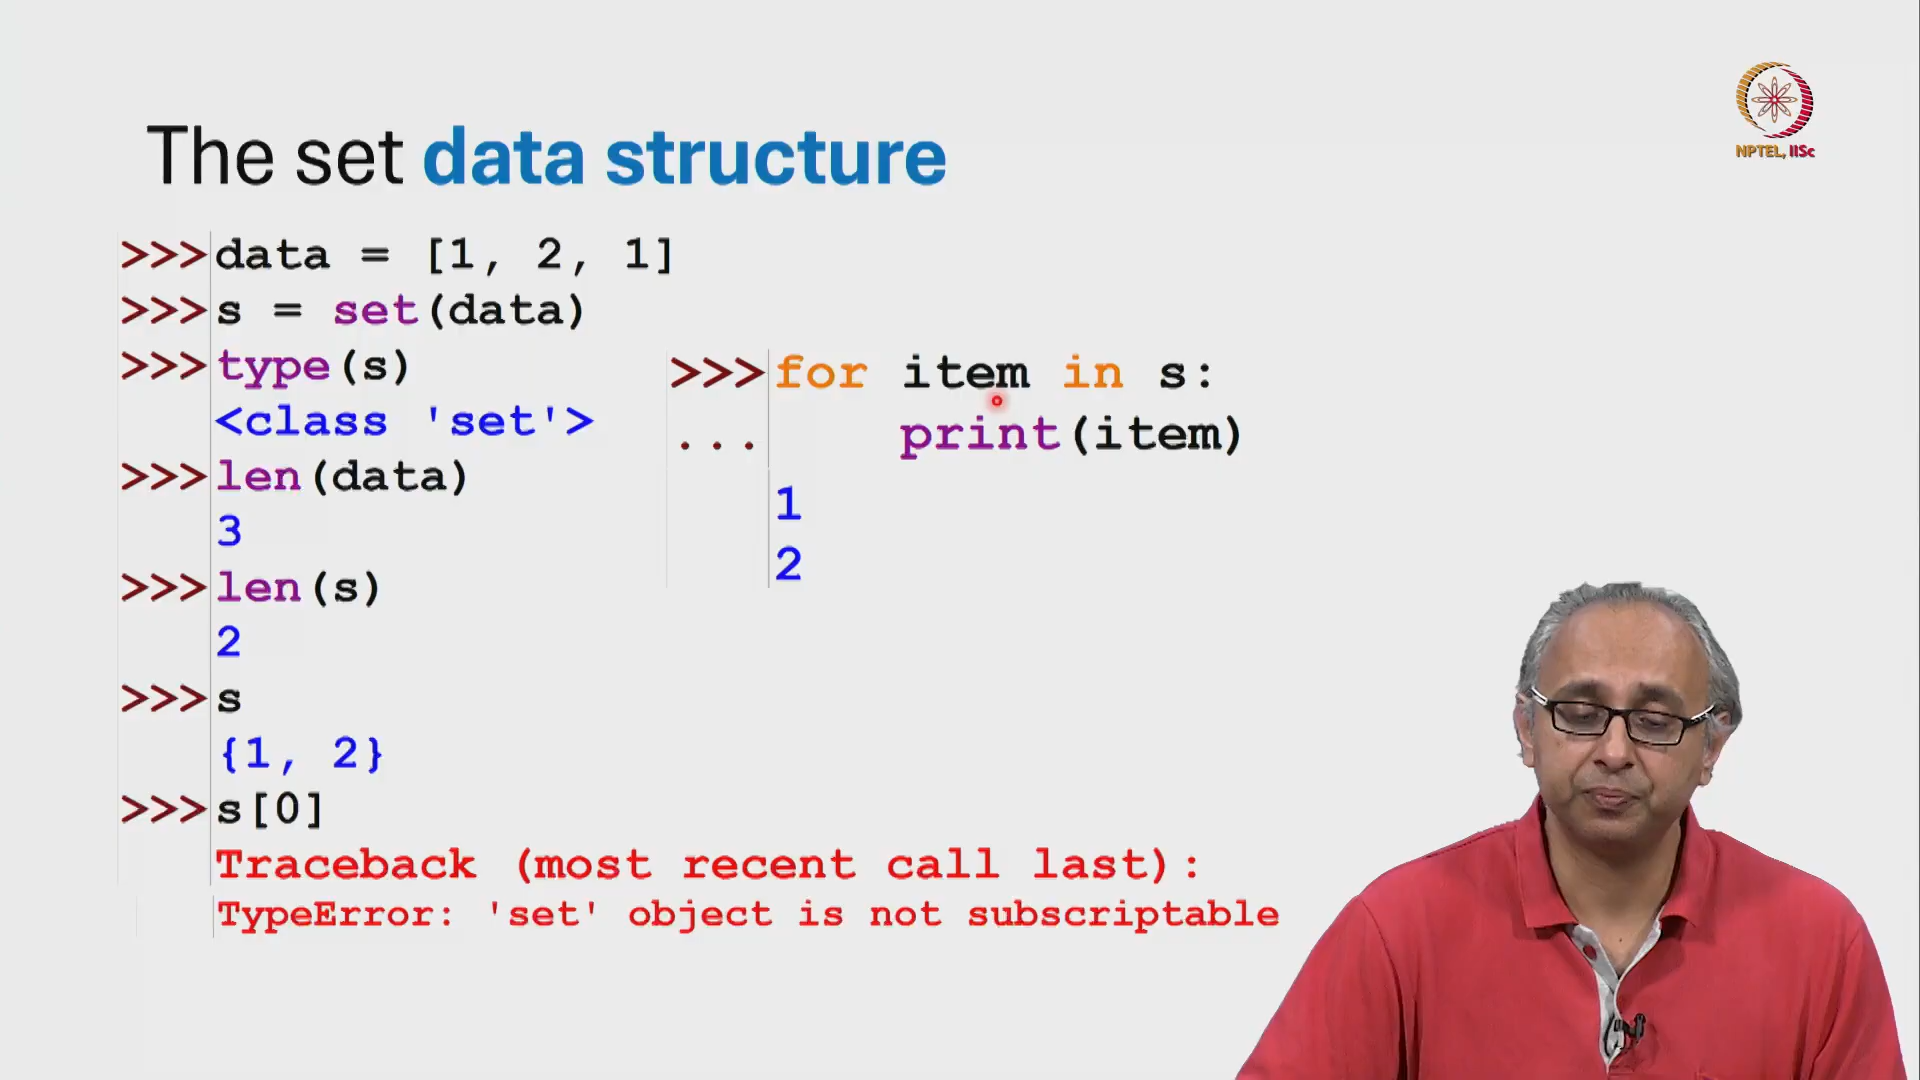 The set data structure
NPTEL, IISc
>>> data = [1, 2, 1]
>>> s = set(data)
>>> type(s)
<class 'set'>
>>> len(data)
3
>>> len(s)
2
>>> s
{1, 2}
>>> s[0]
Traceback (most recent call last):
TypeError: 'set' object is not subscriptable
>>> for item in s:
... print(item)
1
2